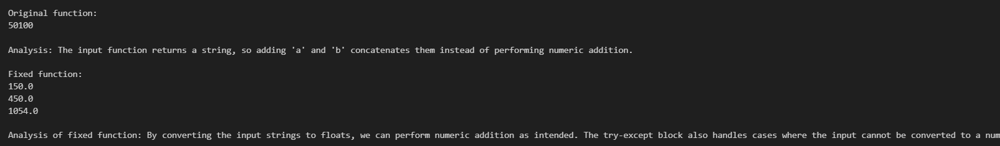 Original function:
50100
Analysis: The input function returns a string, so adding 'a' and 'b' concatenates them instead of performing numeric addition.
Fixed function:
150.0
450.0
1054.0
Analysis of fixed function: By converting the input strings to floats, we can perform numeric addition as intended. The try-except block also handles cases where the input cannot be converted to a num